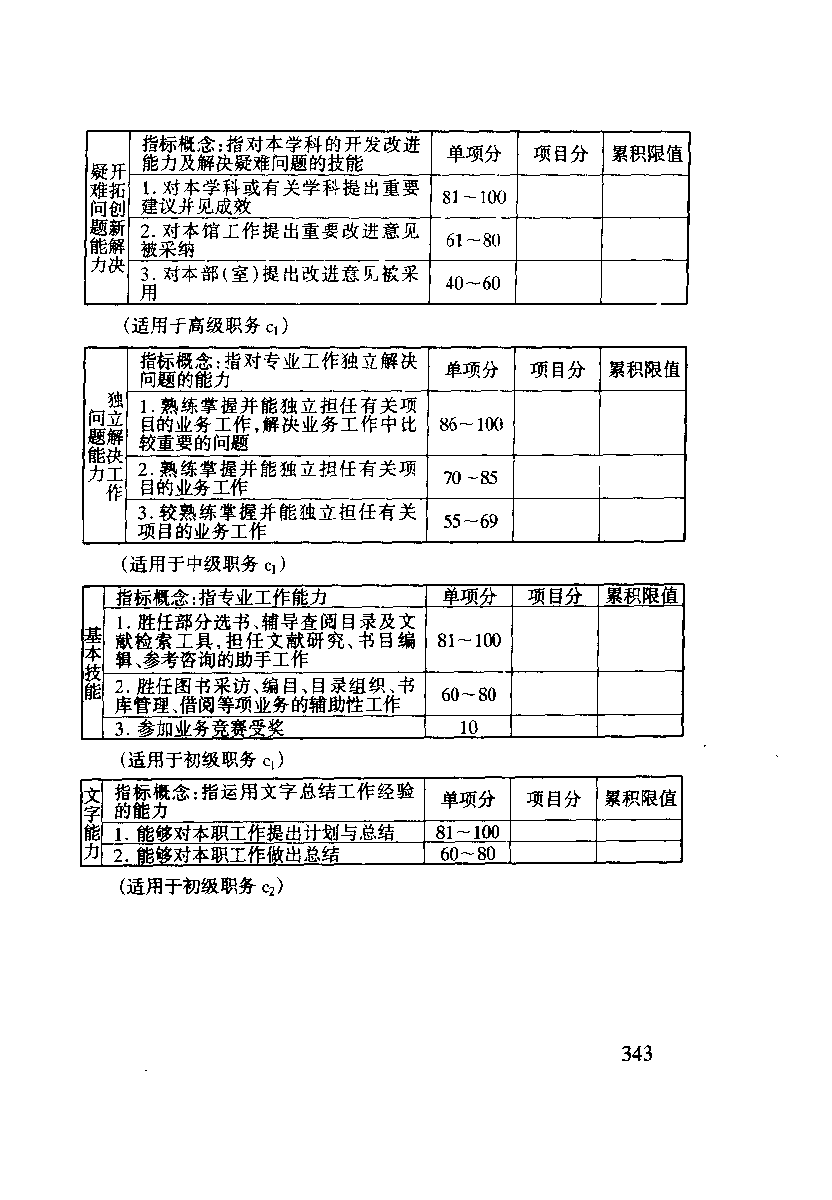 开拓创新解决
疑难问题能力
指标概念:指对本学科的开发改进
能力及解决疑难问题的技能
单项分
项目分
累积限值
1. 对本学科或有关学科提出重要
建议并见成效
81~100
2. 对本馆工作提出重要改进意见
被采纳
61~80
3. 对本部(室)提出改进意见被采
用
40~60
(适用于高级职务 c₁)
独立解决工作
问题能力
指标概念:指对专业工作独立解决
问题的能力
单项分
项目分
累积限值
1. 熟练掌握并能独立担任有关项
目的业务工作,解决业务工作中比
较重要的问题
86~100
2. 熟练掌握并能独立担任有关项
目的业务工作
70~85
3. 较熟练掌握并能独立担任有关
项目的业务工作
55~69
(适用于中级职务 c₁)
基本技能
指标概念:指专业工作能力
单项分
项目分
累积限值
1. 胜任部分选书、辅导查阅目录及文
献检索工具,担任文献研究、书目编
辑、参考咨询的助手工作
81~100
2. 胜任图书采访、编目、目录组织、书
库管理、借阅等项业务的辅助性工作
60~80
3. 参加业务竞赛受奖
10
(适用于初级职务 c₁)
文字能力
指标概念:指运用文字总结工作经验
的能力
单项分
项目分
累积限值
1. 能够对本职工作提出计划与总结
81~100
2. 能够对本职工作做出总结
60~80
(适用于初级职务 c₂)
343